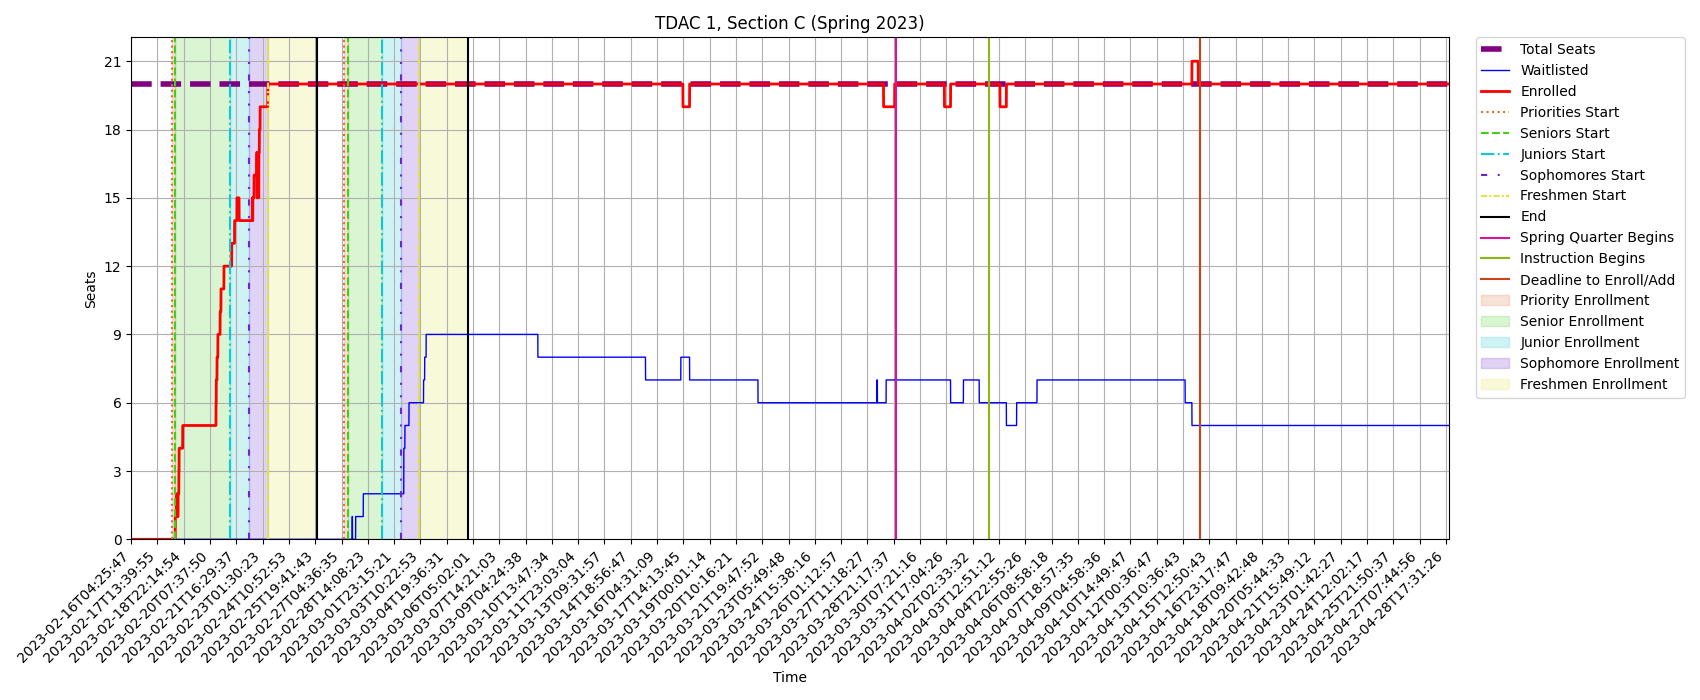 TDAC 1, Section C (Spring 2023)
Seats
21
18
15
12
9
6
3
0
2023-02-16T04:25:47
2023-02-17T13:39:55
2023-02-18T22:14:54
2023-02-20T07:37:50
2023-02-21T16:29:37
2023-02-23T01:30:23
2023-02-24T10:52:53
2023-02-25T19:41:43
2023-02-27T04:36:35
2023-02-28T14:08:23
2023-03-01T23:15:21
2023-03-03T10:22:53
2023-03-04T19:36:31
2023-03-06T05:02:01
2023-03-07T14:21:03
2023-03-09T04:24:38
2023-03-10T13:47:34
2023-03-11T23:03:04
2023-03-13T09:31:57
2023-03-14T18:56:47
2023-03-16T04:31:09
2023-03-17T14:13:45
2023-03-19T00:01:14
2023-03-20T10:16:21
2023-03-21T19:47:52
2023-03-23T05:49:48
2023-03-24T15:38:16
2023-03-26T01:12:57
2023-03-27T11:18:27
2023-03-28T21:17:37
2023-03-30T07:21:16
2023-03-31T17:04:26
2023-04-02T02:33:32
2023-04-03T12:51:12
2023-04-04T22:55:26
2023-04-06T08:58:18
2023-04-07T18:57:35
2023-04-09T04:58:36
2023-04-10T14:49:47
2023-04-12T00:36:47
2023-04-13T10:36:43
2023-04-15T12:50:43
2023-04-16T23:17:47
2023-04-18T09:42:48
2023-04-20T05:44:33
2023-04-21T15:49:12
2023-04-23T01:42:27
2023-04-24T12:02:17
2023-04-25T21:50:37
2023-04-27T07:44:56
2023-04-28T17:31:26
Time
Total Seats
Waitlisted
Enrolled
Priorities Start
Seniors Start
Juniors Start
Sophomores Start
Freshmen Start
End
Spring Quarter Begins
Instruction Begins
Deadline to Enroll/Add
Priority Enrollment
Senior Enrollment
Junior Enrollment
Sophomore Enrollment
Freshmen Enrollment